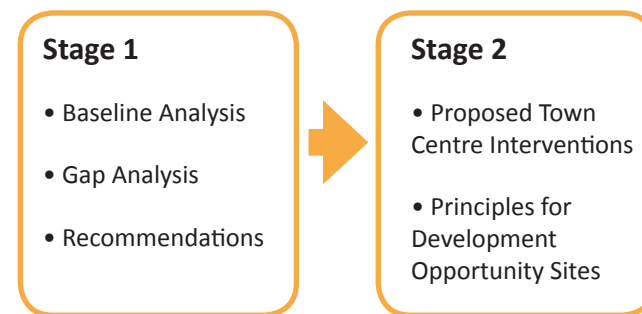 Stage 1
• Baseline Analysis
• Gap Analysis
• Recommendations
Stage 2
• Proposed Town
Centre Interventions
• Principles for
Development
Opportunity Sites